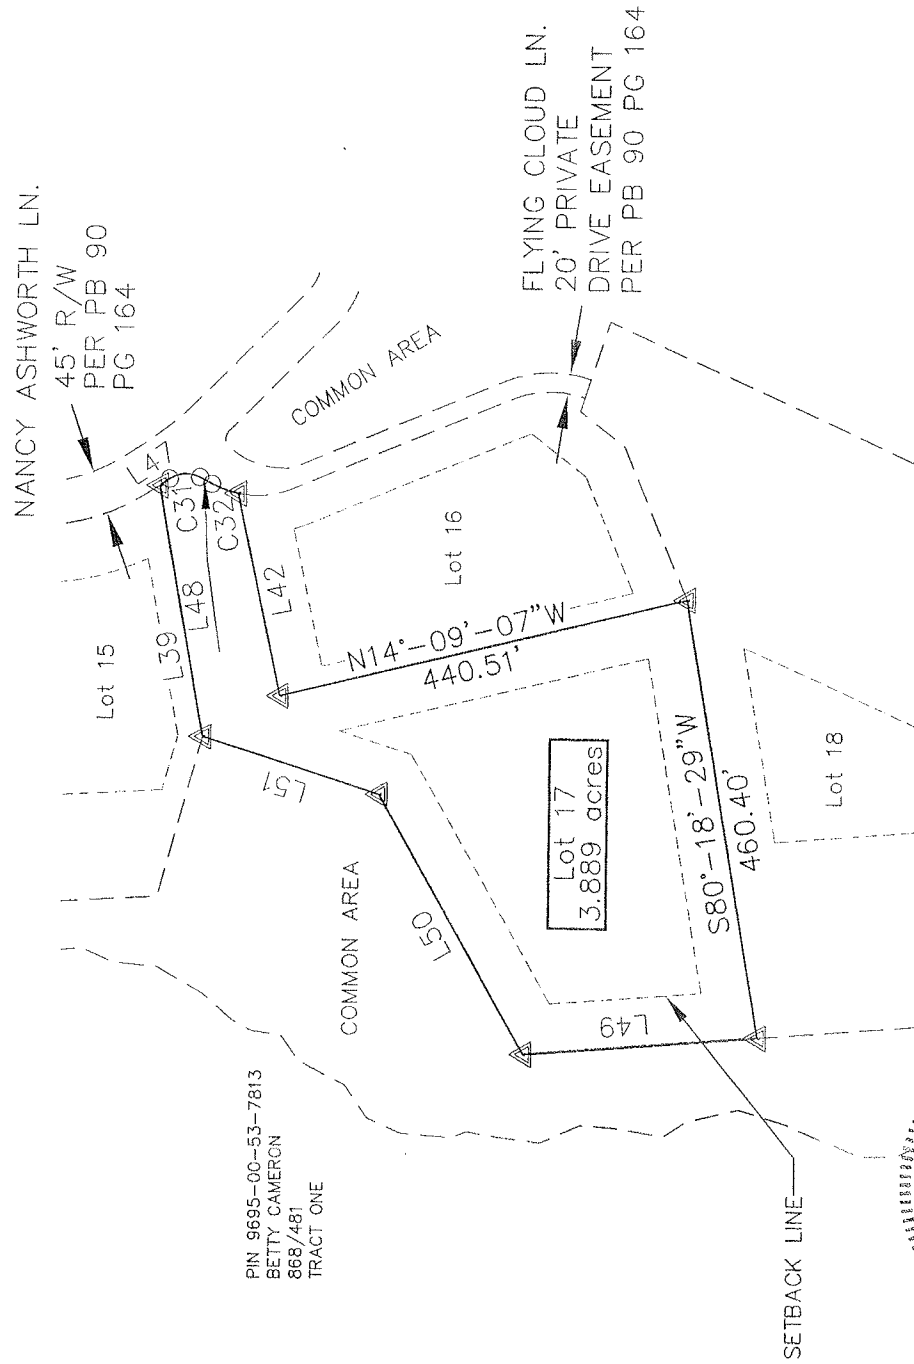 NANCY ASHWORTH LN.
45' R/W
PER PB 90
PG 164
FLYING CLOUD LN.
20' PRIVATE
DRIVE EASEMENT
PER PB 90 PG 164
COMMON AREA
L47
C31
C32
L48
L39
L42
Lot 15
Lot 16
N14°-09'-07"W
440.51'
L51
L50
L49
COMMON AREA
Lot 17
3.889 acres
S80°-18'-29"W
460.40'
Lot 18
PIN 9695-00-53-7813
BETTY CAMERON
868/481
TRACT ONE
SETBACK LINE